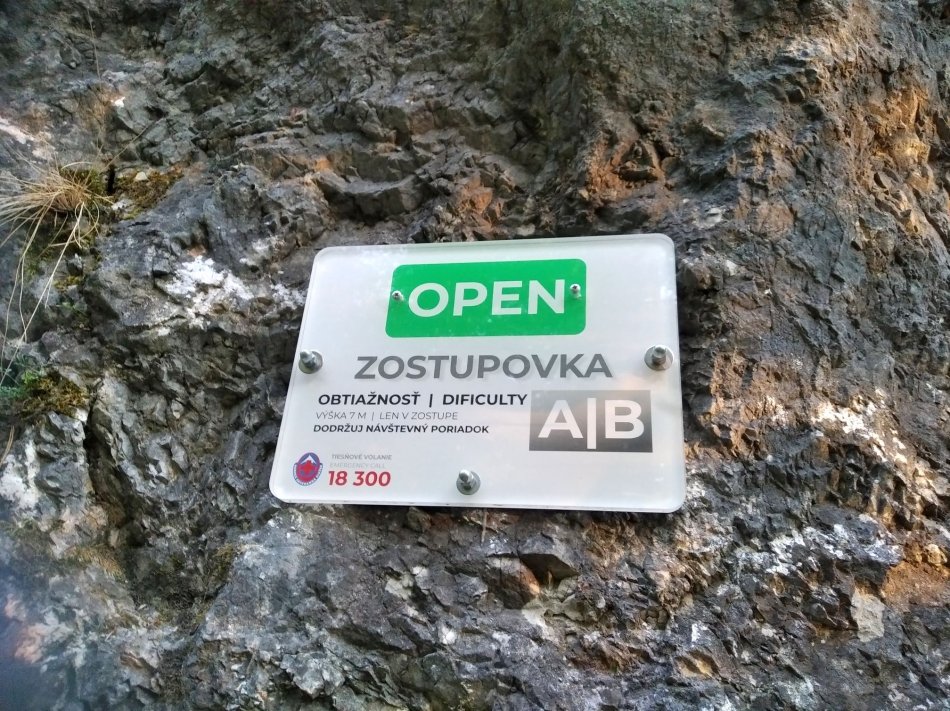 OPEN
ZOSTUPOVKA
OBTIAŽNOSŤ | DIFICULTY
A|B
VÝŠKA 7 M | LEN V ZOSTUPE
DODRŽUJ NÁVŠTEVNÝ PORIADOK
TIESŇOVÉ VOLANIE
EMERGENCY CALL
18 300